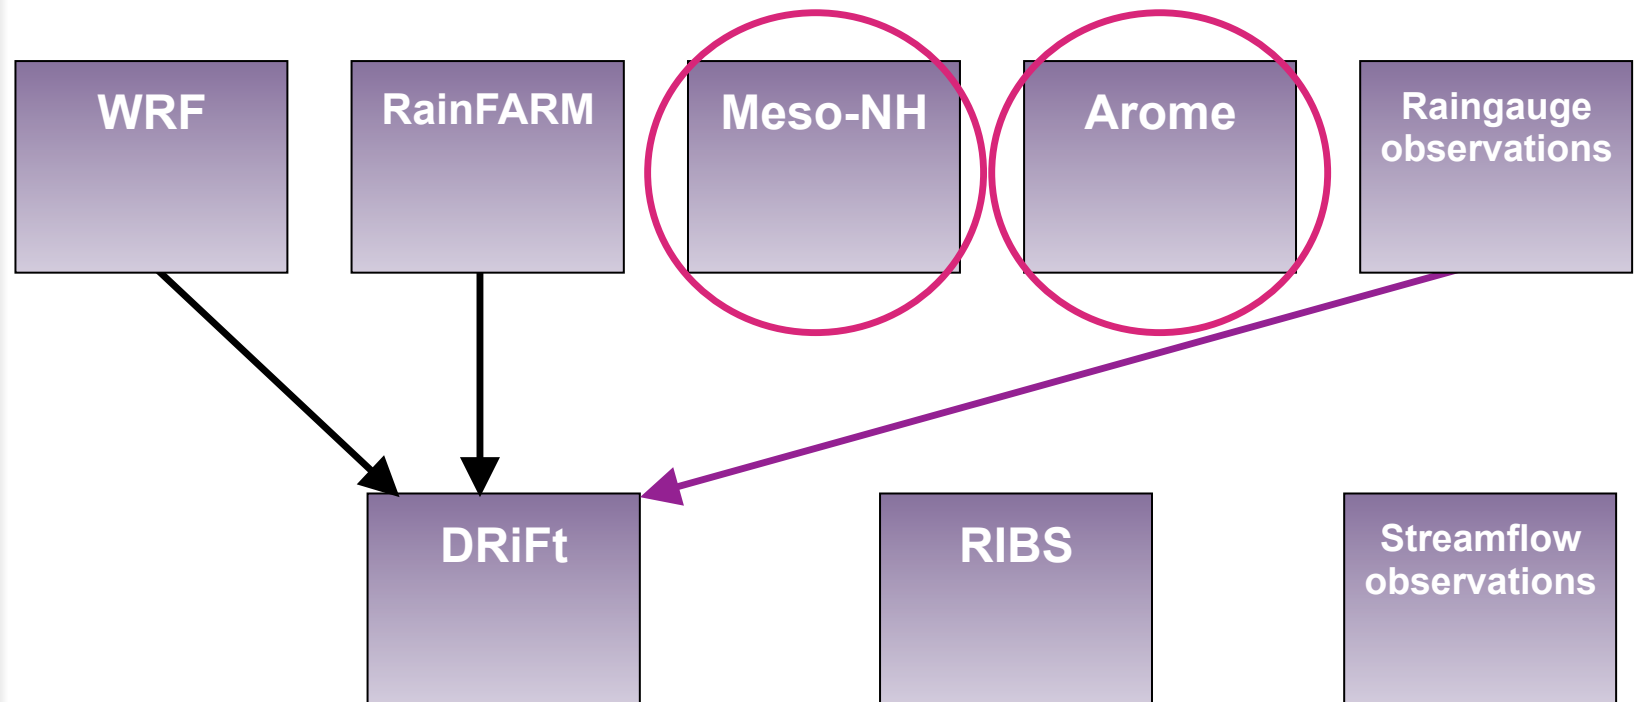 WRF
RainFARM
Meso-NH
Arome
Raingauge
observations
DRiFt
RIBS
Streamflow
observations